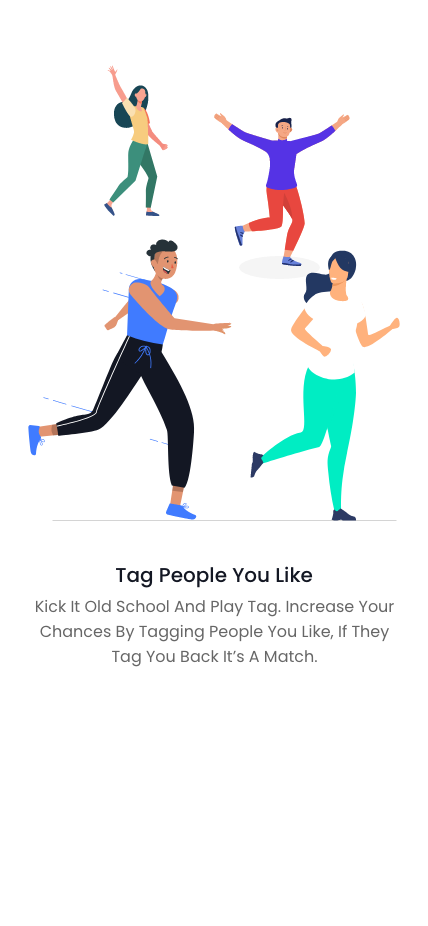 Tag People You Like
Kick It Old School And Play Tag. Increase Your
Chances By Tagging People You Like, If They
Tag You Back It’s A Match.